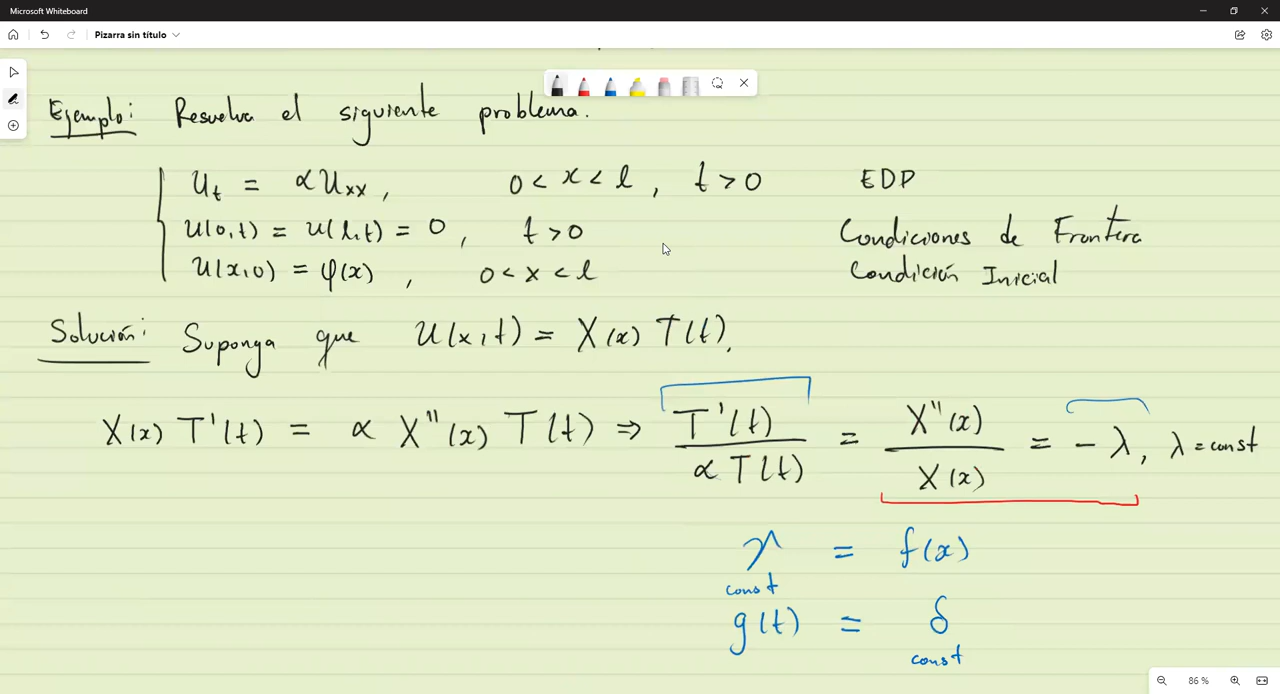 Microsoft Whiteboard
Pizarra sin título
Ejemplo: Resuelva el siguiente problema.
Ut = αUxx, 0 < x < l, t > 0 EDP
u(0,t) = u(l,t) = 0, t > 0 Condiciones de Frontera
u(x,0) = φ(x), 0 < x < l Condición Inicial
Solución: Suponga que u(x,t) = X(x) T(t).
X(x) T'(t) = α X''(x) T(t) ⇒ T'(t) / αT(t) = X''(x) / X(x) = -λ, λ = const
γ = f(x)
const
g(t) = δ
const
86 %